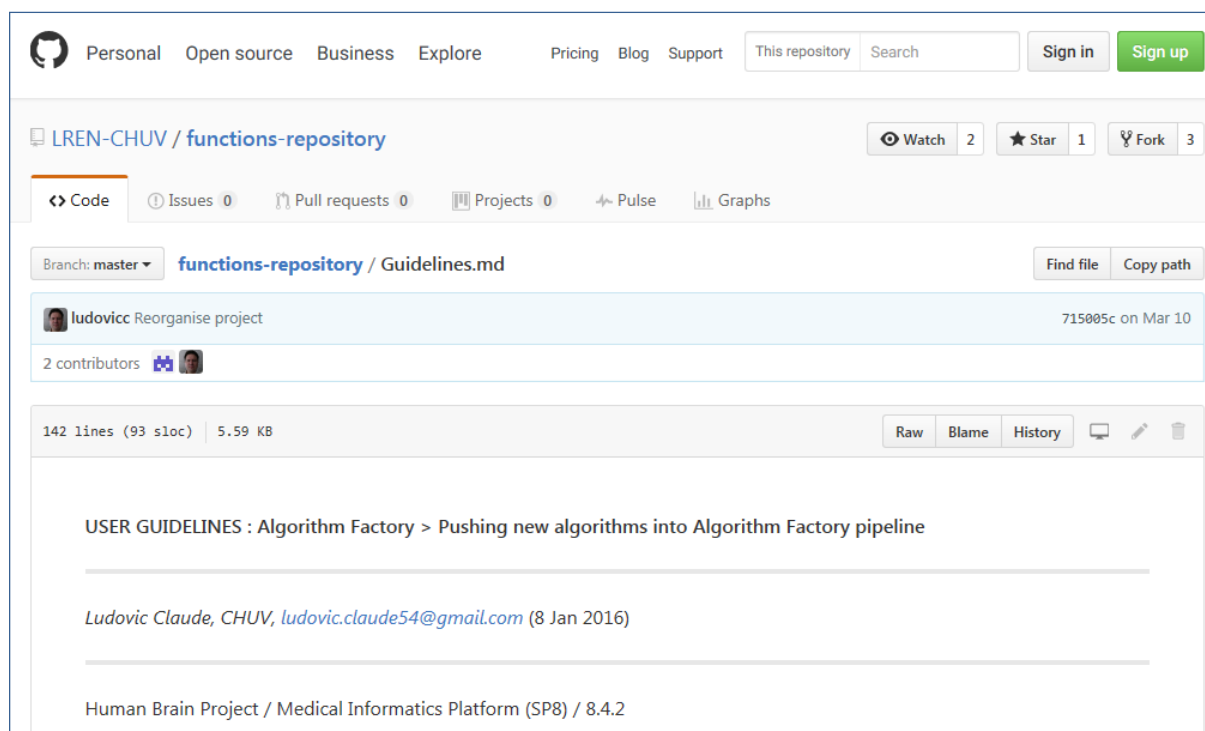 Personal Open source Business Explore Pricing Blog Support This repository Search Sign in Sign up
LREN-CHUV / functions-repository Watch 2 Star 1 Fork 3
Code Issues 0 Pull requests 0 Projects 0 Pulse Graphs
Branch: master functions-repository / Guidelines.md Find file Copy path
ludovicc Reorganise project 715005c on Mar 10
2 contributors
142 lines (93 sloc) 5.59 KB Raw Blame History
USER GUIDELINES : Algorithm Factory > Pushing new algorithms into Algorithm Factory pipeline
Ludovic Claude, CHUV, ludovic.claude54@gmail.com (8 Jan 2016)
Human Brain Project / Medical Informatics Platform (SP8) / 8.4.2